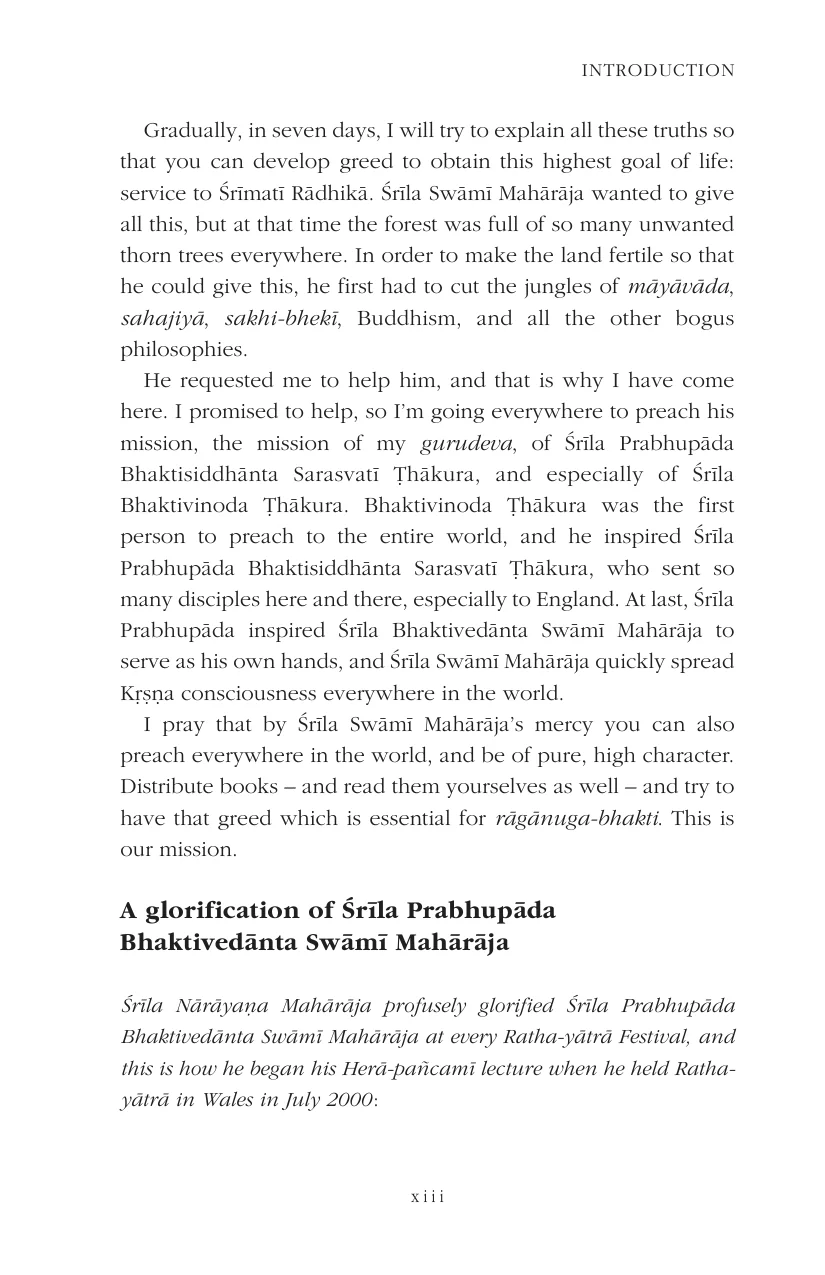 INTRODUCTION
Gradually, in seven days, I will try to explain all these truths so
that you can develop greed to obtain this highest goal of life:
service to Śrīmatī Rādhikā. Śrīla Swāmī Mahārāja wanted to give
all this, but at that time the forest was full of so many unwanted
thorn trees everywhere. In order to make the land fertile so that
he could give this, he first had to cut the jungles of māyāvāda,
sahajiyā, sakhi-bhekī, Buddhism, and all the other bogus
philosophies.
He requested me to help him, and that is why I have come
here. I promised to help, so I’m going everywhere to preach his
mission, the mission of my gurudeva, of Śrīla Prabhupāda
Bhaktisiddhānta Sarasvatī Ṭhākura, and especially of Śrīla
Bhaktivinoda Ṭhākura. Bhaktivinoda Ṭhākura was the first
person to preach to the entire world, and he inspired Śrīla
Prabhupāda Bhaktisiddhānta Sarasvatī Ṭhākura, who sent so
many disciples here and there, especially to England. At last, Śrīla
Prabhupāda inspired Śrīla Bhaktivedānta Swāmī Mahārāja to
serve as his own hands, and Śrīla Swāmī Mahārāja quickly spread
Kṛṣṇa consciousness everywhere in the world.
I pray that by Śrīla Swāmī Mahārāja’s mercy you can also
preach everywhere in the world, and be of pure, high character.
Distribute books – and read them yourselves as well – and try to
have that greed which is essential for rāgānuga-bhakti. This is
our mission.
A glorification of Śrīla Prabhupāda
Bhaktivedānta Swāmī Mahārāja
Śrīla Nārāyaṇa Mahārāja profusely glorified Śrīla Prabhupāda
Bhaktivedānta Swāmī Mahārāja at every Ratha-yātrā Festival, and
this is how he began his Herā-pañcamī lecture when he held Ratha-
yātrā in Wales in July 2000:
xiii